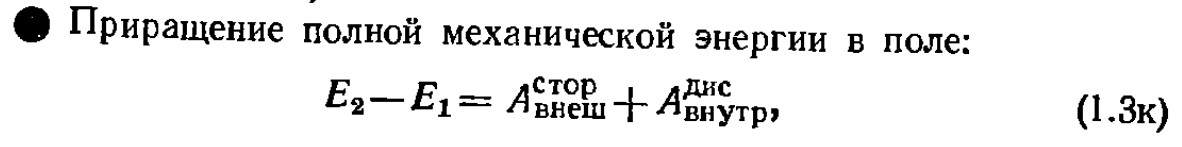 ● Приращение полной механической энергии в поле:
E₂—E₁= A^стор_внеш + A^дис_внутр, (1.3к)